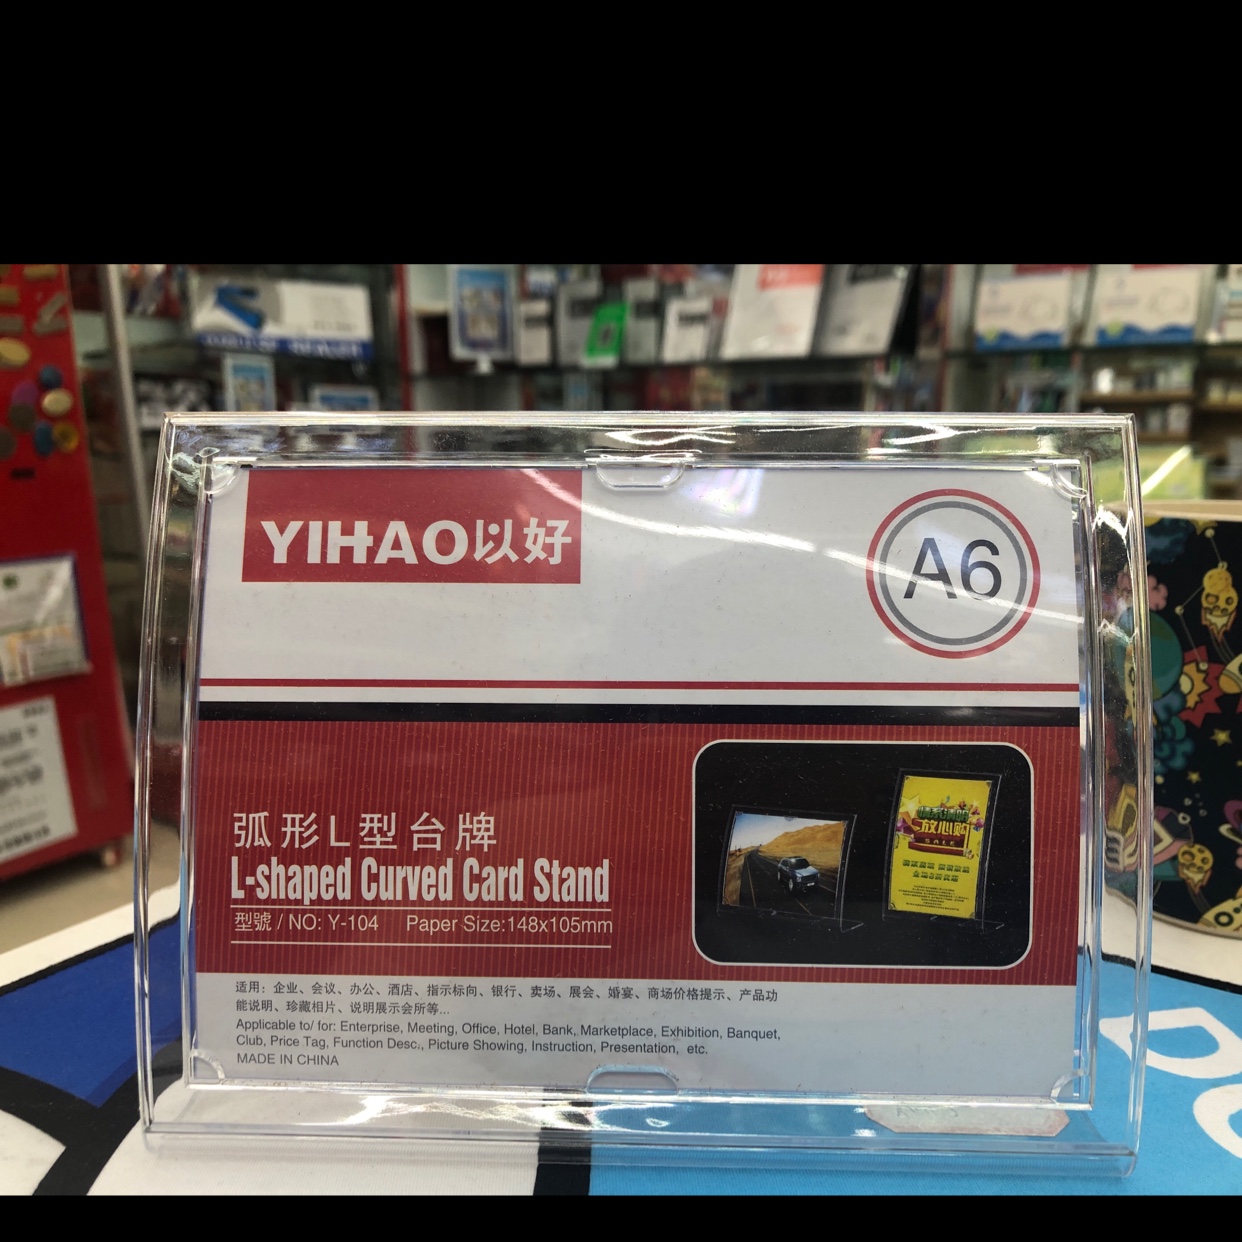 YIHAO以好
A6
弧形L型台牌
L-shaped Curved Card Stand
型號 / NO: Y-104 Paper Size:148x105mm
放心购
SALE
适用：企业、会议、办公、酒店、指示标向、银行、卖场、展会、婚宴、商场价格提示、产品功
能说明、珍藏相片、说明展示会所等...
Applicable to/ for: Enterprise, Meeting, Office, Hotel, Bank, Marketplace, Exhibition, Banquet,
Club, Price Tag, Function Desc., Picture Showing, Instruction, Presentation, etc.
MADE IN CHINA